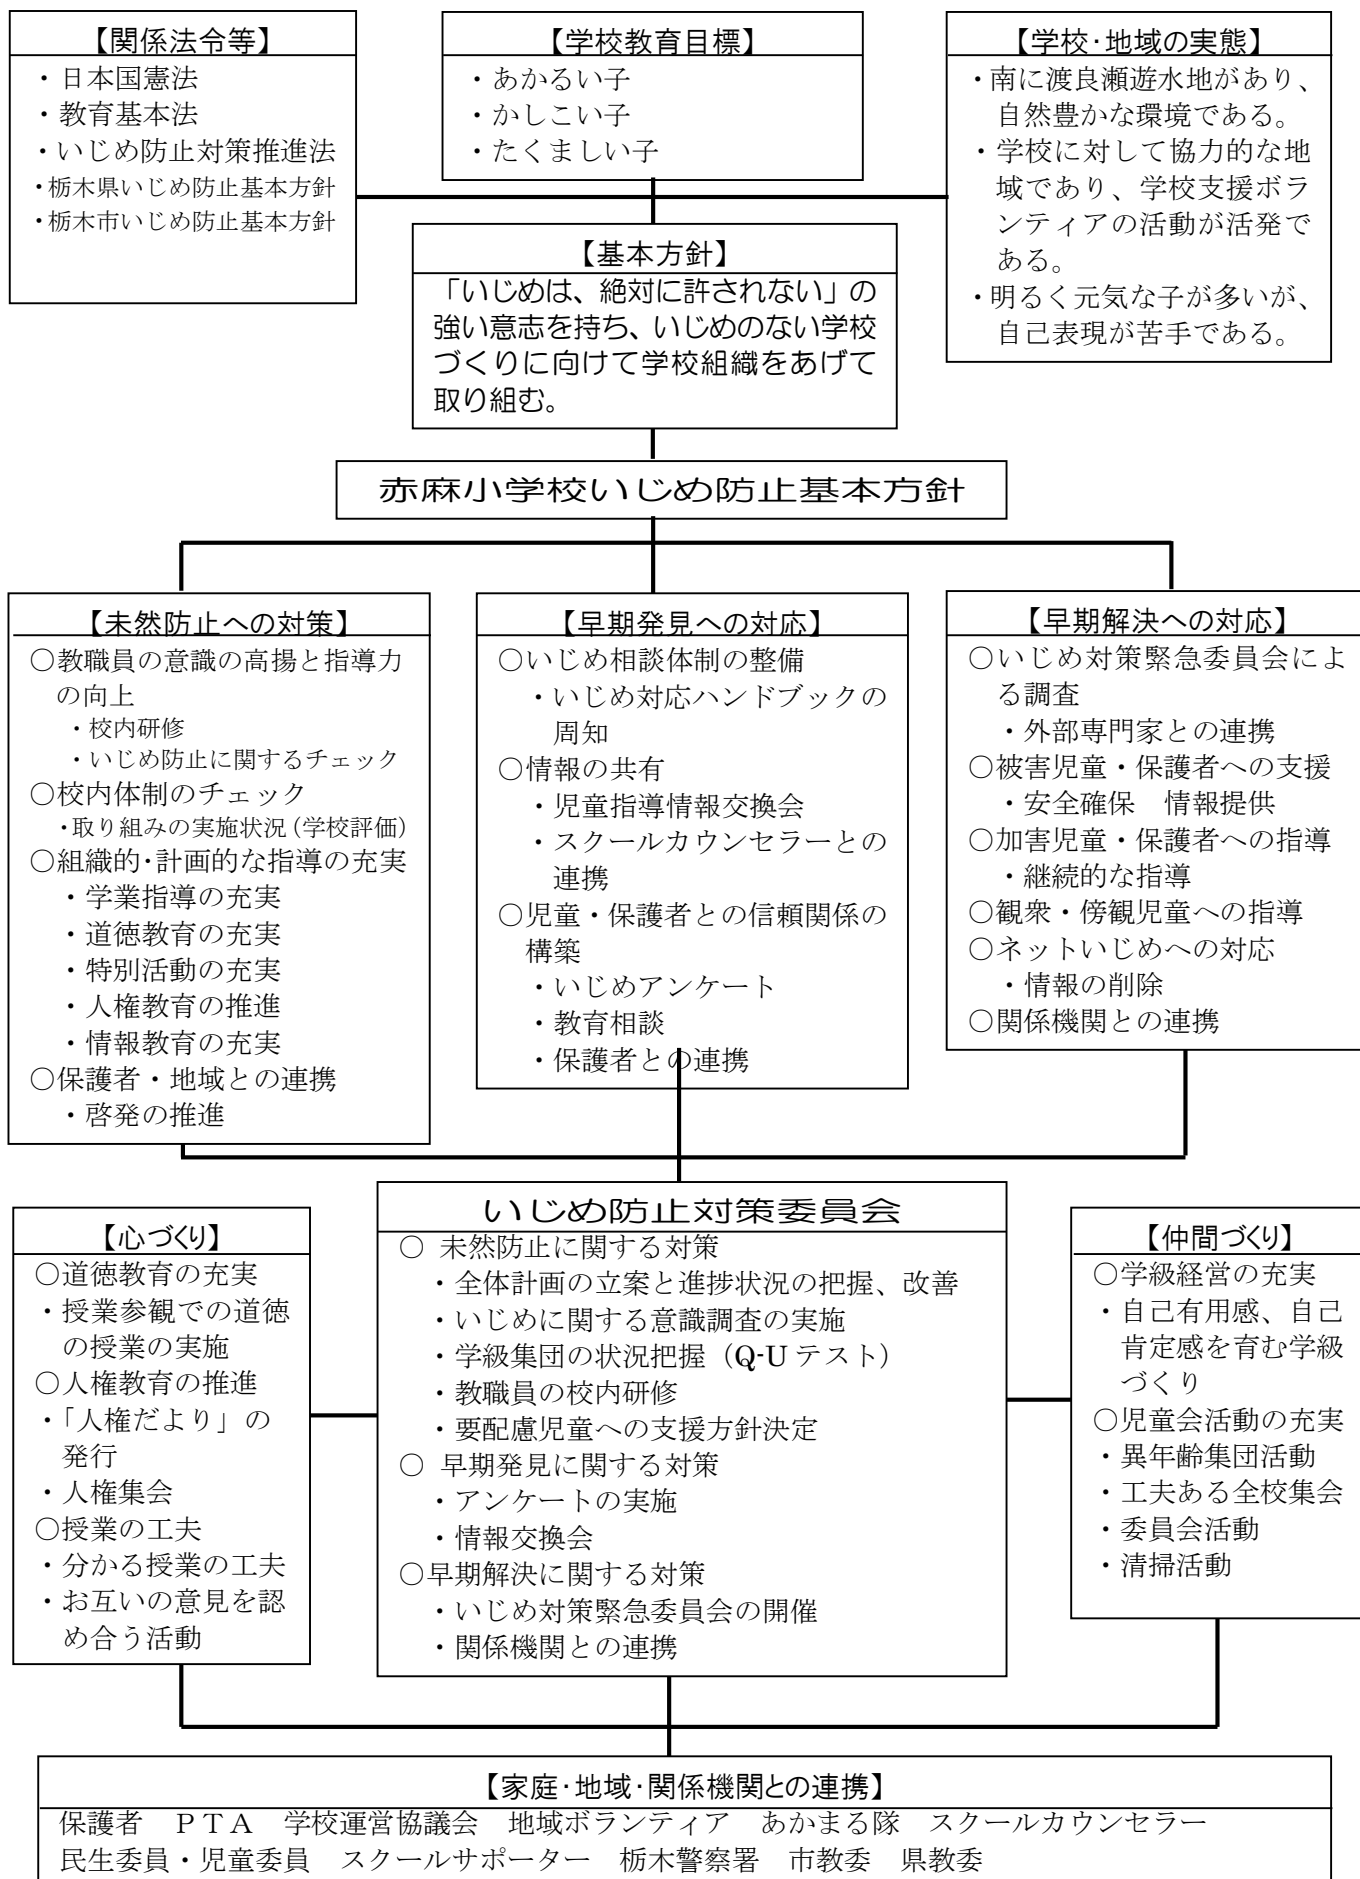 【関係法令等】
・日本国憲法
・教育基本法
・いじめ防止対策推進法
・栃木県いじめ防止基本方針
・栃木市いじめ防止基本方針
【学校教育目標】
・あかるい子
・かしこい子
・たくましい子
【学校・地域の実態】
・南に渡良瀬遊水地があり、
自然豊かな環境である。
・学校に対して協力的な地
域であり、学校支援ボラ
ンティアの活動が活発で
ある。
・明るく元気な子が多いが、
自己表現が苦手である。
【基本方針】
「いじめは、絶対に許されない」の
強い意志を持ち、いじめのない学校
づくりに向けて学校組織をあげて
取り組む。
赤麻小学校いじめ防止基本方針
【未然防止への対策】
○教職員の意識の高揚と指導力
の向上
・校内研修
・いじめ防止に関するチェック
○校内体制のチェック
・取り組みの実施状況(学校評価)
○組織的・計画的な指導の充実
・学業指導の充実
・道徳教育の充実
・特別活動の充実
・人権教育の推進
・情報教育の充実
○保護者・地域との連携
・啓発の推進
【早期発見への対応】
○いじめ相談体制の整備
・いじめ対応ハンドブックの
周知
○情報の共有
・児童指導情報交換会
・スクールカウンセラーとの
連携
○児童・保護者との信頼関係の
構築
・いじめアンケート
・教育相談
・保護者との連携
【早期解決への対応】
○いじめ対策緊急委員会によ
る調査
・外部専門家との連携
○被害児童・保護者への支援
・安全確保　情報提供
○加害児童・保護者への指導
・継続的な指導
○観衆・傍観児童への指導
○ネットいじめへの対応
・情報の削除
○関係機関との連携
【心づくり】
○道徳教育の充実
・授業参観での道徳
の授業の実施
○人権教育の推進
・「人権だより」の
発行
・人権集会
○授業の工夫
・分かる授業の工夫
・お互いの意見を認
め合う活動
いじめ防止対策委員会
○ 未然防止に関する対策
・全体計画の立案と進捗状況の把握、改善
・いじめに関する意識調査の実施
・学級集団の状況把握（Q-Uテスト）
・教職員の校内研修
・要配慮児童への支援方針決定
○ 早期発見に関する対策
・アンケートの実施
・情報交換会
○早期解決に関する対策
・いじめ対策緊急委員会の開催
・関係機関との連携
【仲間づくり】
○学級経営の充実
・自己有用感、自己
肯定感を育む学級
づくり
○児童会活動の充実
・異年齢集団活動
・工夫ある全校集会
・委員会活動
・清掃活動
【家庭・地域・関係機関との連携】
保護者　ＰＴＡ　学校運営協議会　地域ボランティア　あかまる隊　スクールカウンセラー
民生委員・児童委員　スクールサポーター　栃木警察署　市教委　県教委